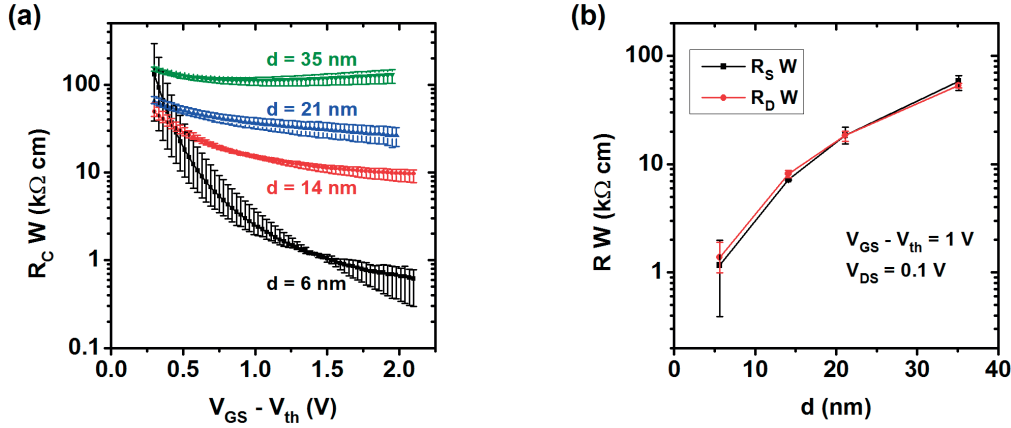 (a)
R_C W (kΩ cm)
100
10
1
0.1
0.0
0.5
1.0
1.5
2.0
V_GS - V_th (V)
d = 35 nm
d = 21 nm
d = 14 nm
d = 6 nm
(b)
R W (kΩ cm)
100
10
1
0
10
20
30
40
d (nm)
R_S W
R_D W
V_GS - V_th = 1 V
V_DS = 0.1 V